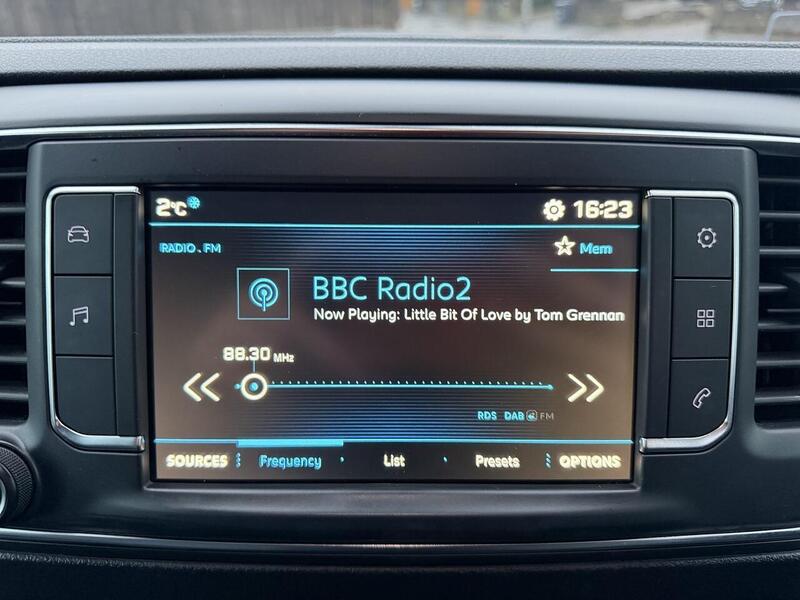 2°C 16:23
RADIO . FM
Mem
BBC Radio2
Now Playing: Little Bit Of Love by Tom Grennan
88.30 MHz
RDS DAB FM
SOURCES Frequency List Presets OPTIONS